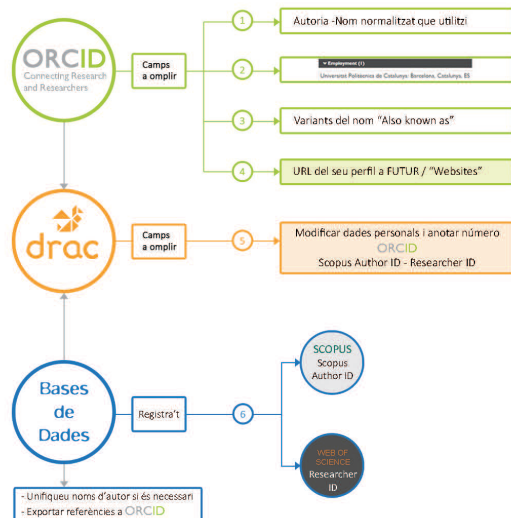 ORCID
Connecting Research
and Researchers
Camps
a omplir
1
Autoria -Nom normalitzat que utilitzi
2
Employment (1)
Universitat Politècnica de Catalunya: Barcelona, Catalunya, ES
3
Variants del nom “Also known as”
4
URL del seu perfil a FUTUR / “Websites”
drac
Camps
a omplir
5
Modificar dades personals i anotar número
ORCID
Scopus Author ID - Researcher ID
Bases
de
Dades
Registra't
6
SCOPUS
Scopus
Author ID
WEB OF
SCIENCE
Researcher
ID
- Unifiqueu noms d'autor si és necessari
- Exportar referències a ORCID